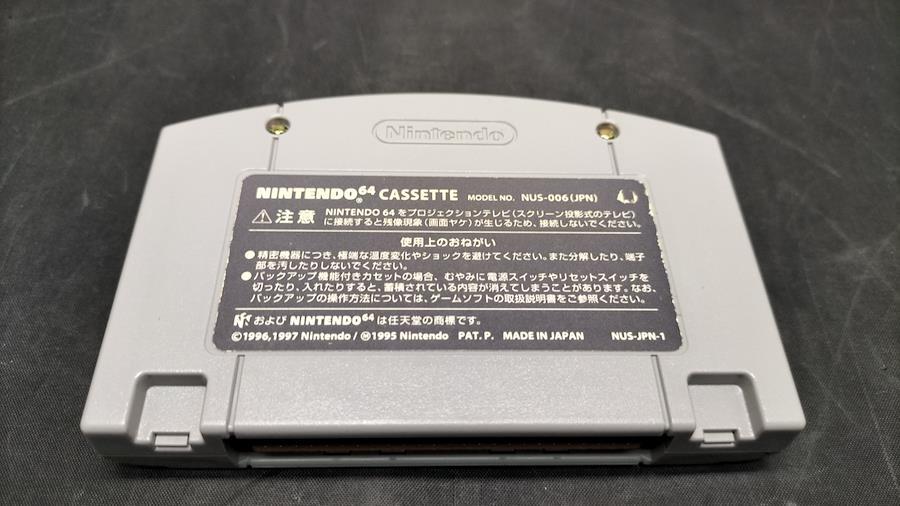 Nintendo
NINTENDO64 CASSETTE MODEL NO. NUS-006(JPN)
注意 NINTENDO 64 をプロジェクションテレビ(スクリーン投影式のテレビ)
に接続すると残像現象(画面ヤケ)が生じるため、接続しないでください。
使用上のおねがい
●精密機器につき、極端な温度変化やショックを避けてください。また分解したり、端子
部を汚したりしないでください。
●バックアップ機能付きカセットの場合、むやみに電源スイッチやリセットスイッチを
切ったり、入れたりすると、蓄積されている内容が消えてしまうことがあります。なお、
バックアップの操作方法については、ゲームソフトの取扱説明書をご参照ください。
および NINTENDO64 は任天堂の商標です。
©1996,1997 Nintendo/Ⓜ1995 Nintendo PAT. P. MADE IN JAPAN NUS-JPN-1